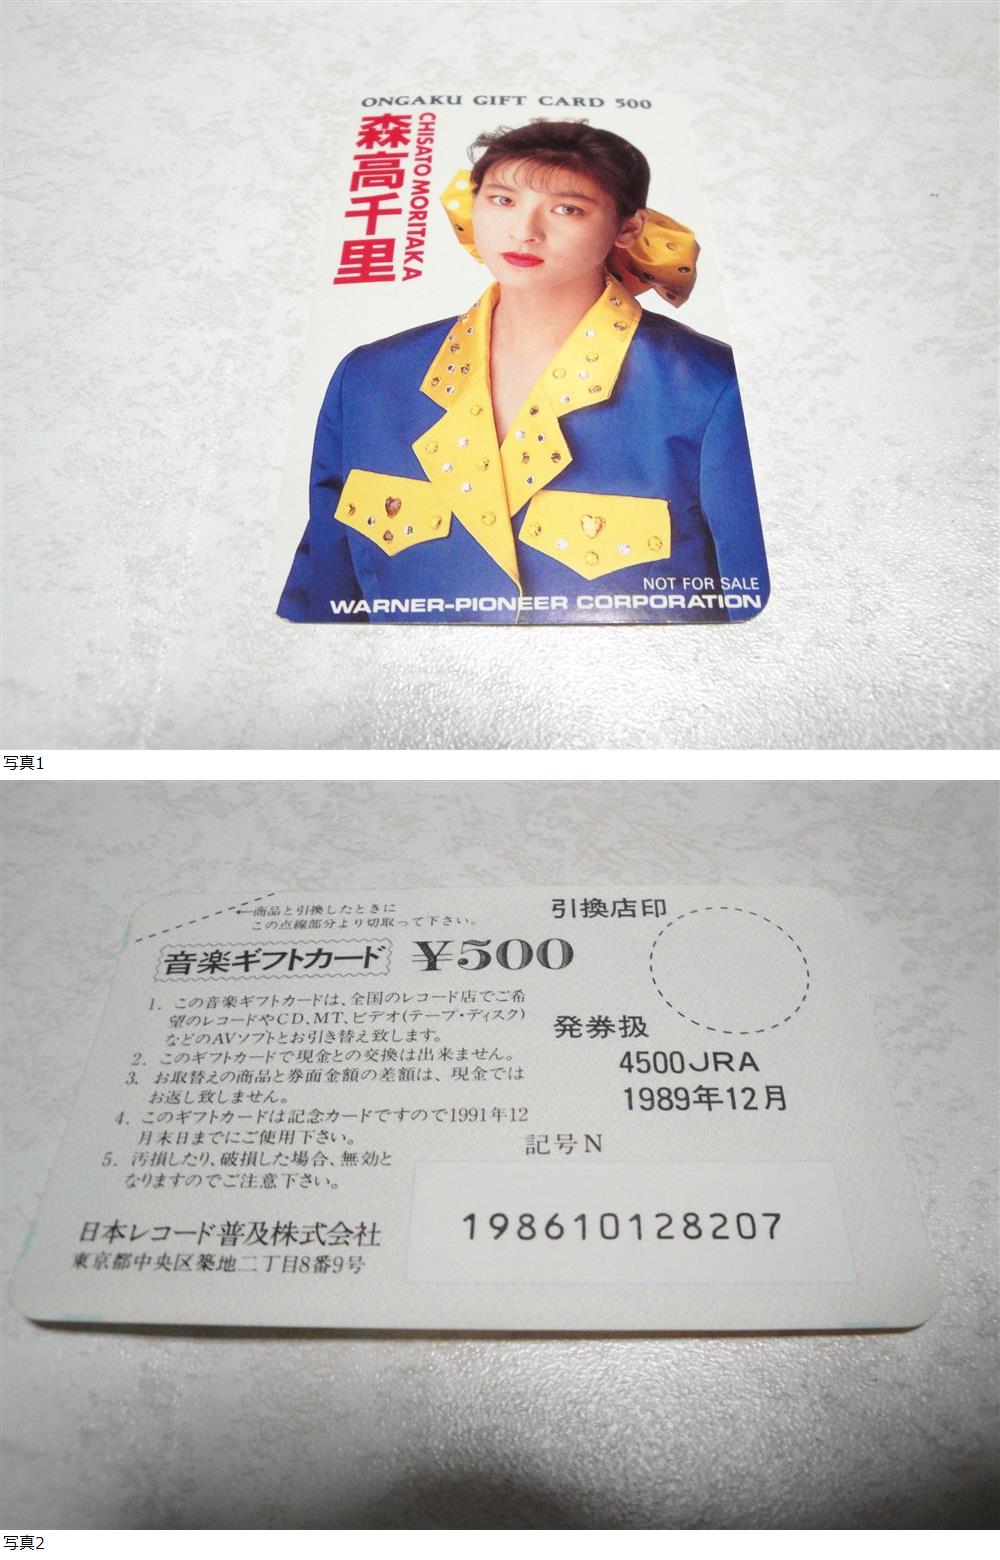 ONGAKU GIFT CARD 500
森高千里
CHISATO MORITAKA
NOT FOR SALE
WARNER-PIONEER CORPORATION
写真1
←商品と引換したときに
この点線部分より切取って下さい。
引換店印
音楽ギフトカード ¥500
1. この音楽ギフトカードは、全国のレコード店でご希
望のレコードやCD、MT、ビデオ(テープ・ディスク)
などのAVソフトとお引き替え致します。
2. このギフトカードで現金との交換は出来ません。
3. お取替えの商品と券面金額の差額は、現金では
お返し致しません。
4. このギフトカードは記念カードですので1991年12
月末日までにご使用下さい。
5. 汚損したり、破損した場合、無効と
なりますのでご注意下さい。
発券扱
4500JRA
1989年12月
記号N
198610128207
日本レコード普及株式会社
東京都中央区築地二丁目8番9号
写真2